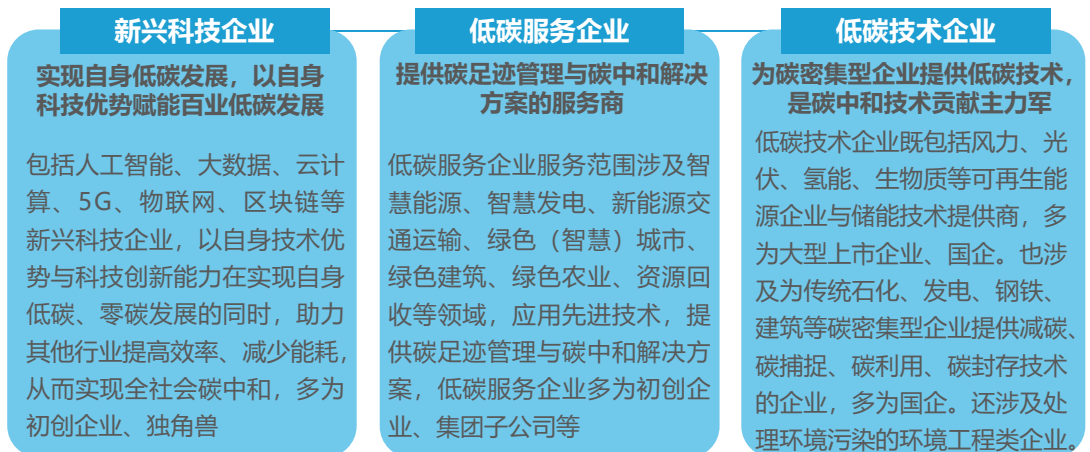 新兴科技企业
实现自身低碳发展，以自身
科技优势赋能百业低碳发展
包括人工智能、大数据、云计
算、5G、物联网、区块链等
新兴科技企业，以自身技术优
势与科技创新能力在实现自身
低碳、零碳发展的同时，助力
其他行业提高效率、减少能耗，
从而实现全社会碳中和，多为
初创企业、独角兽
低碳服务企业
提供碳足迹管理与碳中和解决
方案的服务商
低碳服务企业服务范围涉及智
慧能源、智慧发电、新能源交
通运输、绿色（智慧）城市、
绿色建筑、绿色农业、资源回
收等领域，应用先进技术，提
供碳足迹管理与碳中和解决方
案，低碳服务企业多为初创企
业、集团子公司等
低碳技术企业
为碳密集型企业提供低碳技术，
是碳中和技术贡献主力军
低碳技术企业既包括风力、光
伏、氢能、生物质等可再生能
源企业与储能技术提供商，多
为大型上市企业、国企。也涉
及为传统石化、发电、钢铁、
建筑等碳密集型企业提供减碳、
碳捕捉、碳利用、碳封存技术
的企业，多为国企。还涉及处
理环境污染的环境工程类企业。